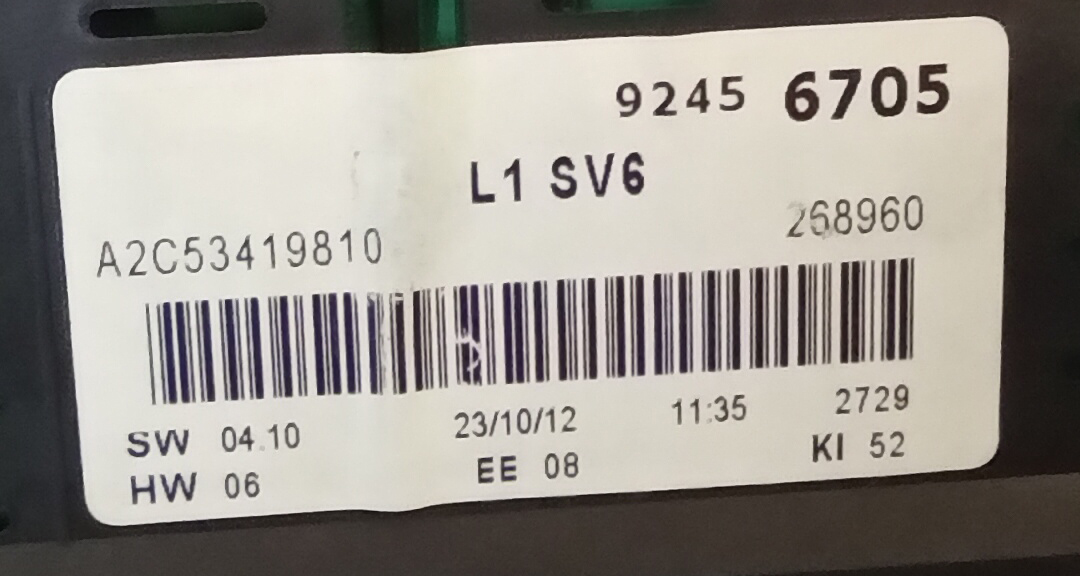 9245 6705
L1 SV6
A2C53419810 268960
SW 04.10 23/10/12 11:35 2729
HW 06 EE 08 KI 52